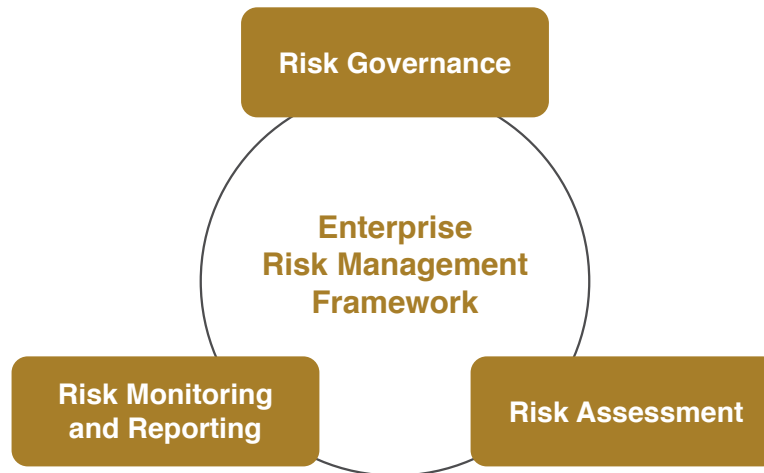 Risk Governance
Enterprise
Risk Management
Framework
Risk Monitoring
and Reporting
Risk Assessment